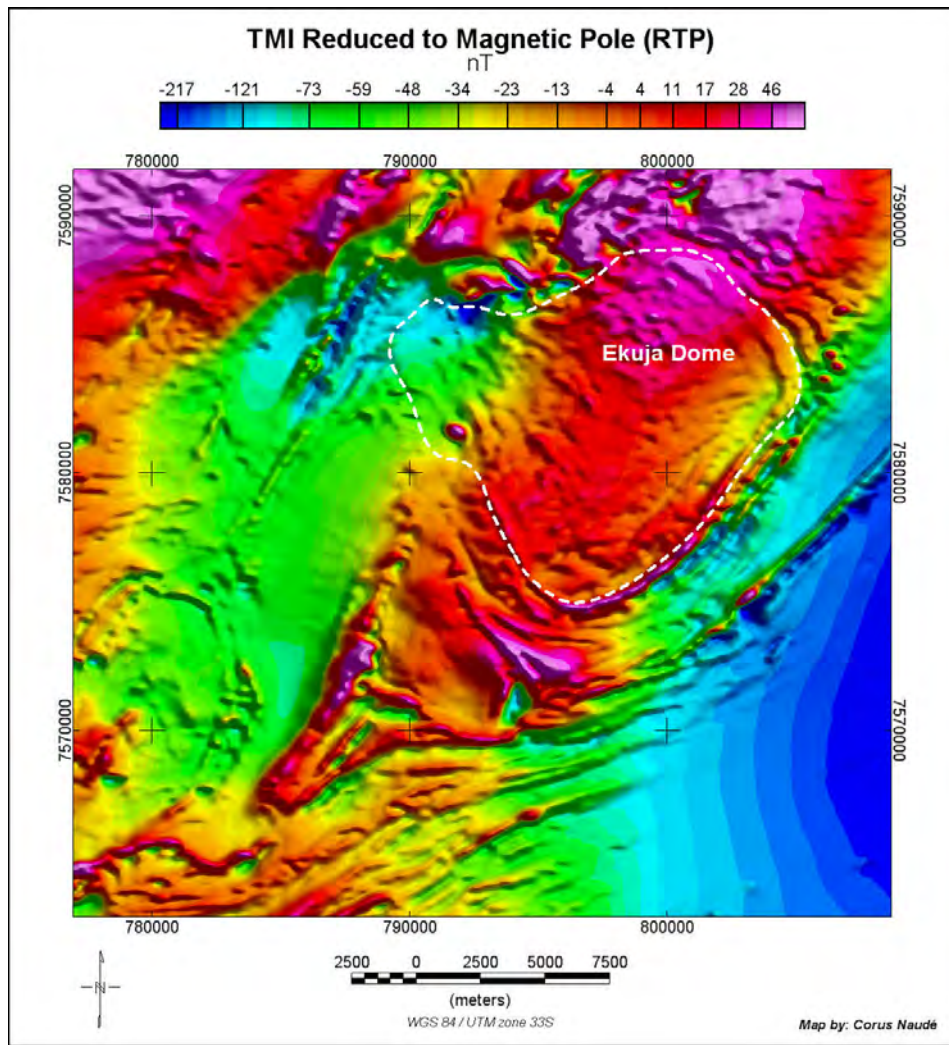 TMI Reduced to Magnetic Pole (RTP)
nT
-217 -121 -73 -59 -48 -34 -23 -13 -4 4 11 17 28 46
780000 790000 800000
7590000 7590000
Ekuja Dome
7580000 7580000
7570000 7570000
780000 790000 800000
2500 0 2500 5000 7500
(meters)
N
WGS 84 / UTM zone 33S
Map by: Corus Naudé